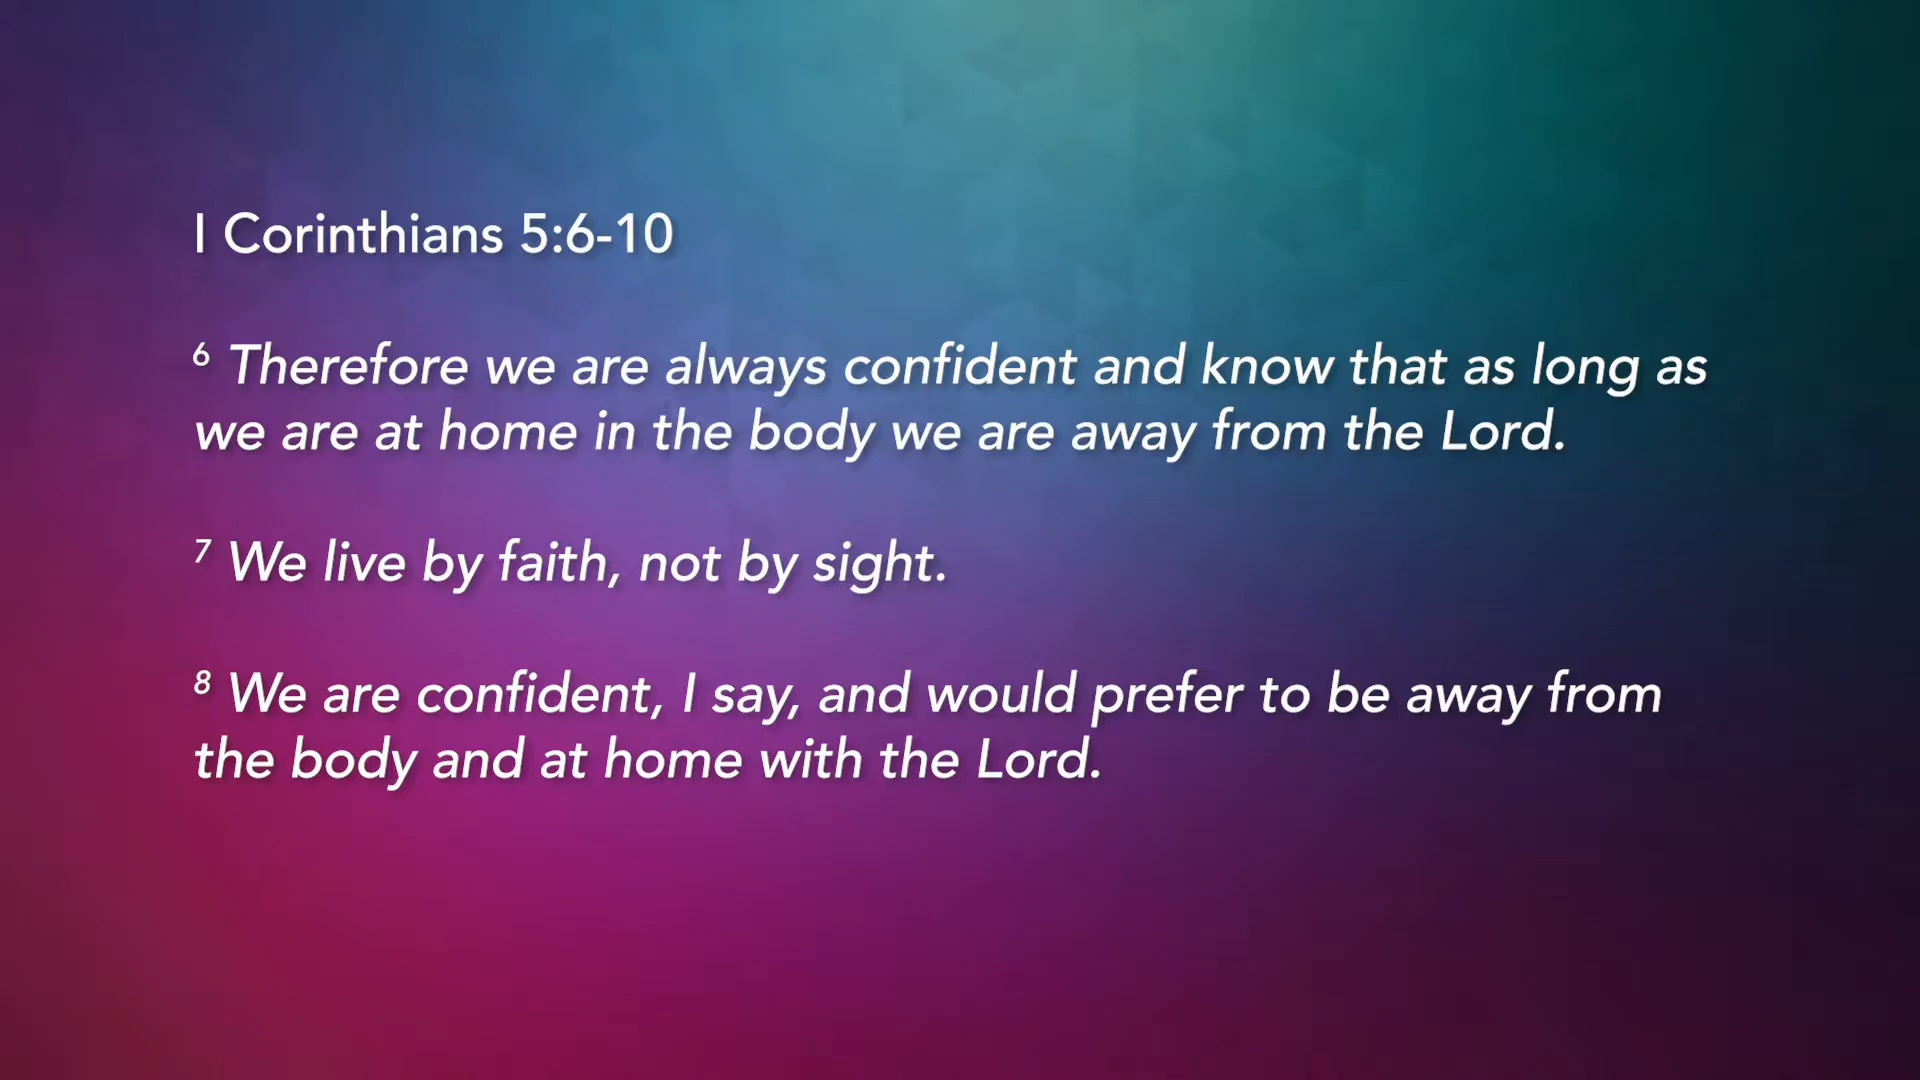 I Corinthians 5:6-10
6 Therefore we are always confident and know that as long as
we are at home in the body we are away from the Lord.
7 We live by faith, not by sight.
8 We are confident, I say, and would prefer to be away from
the body and at home with the Lord.